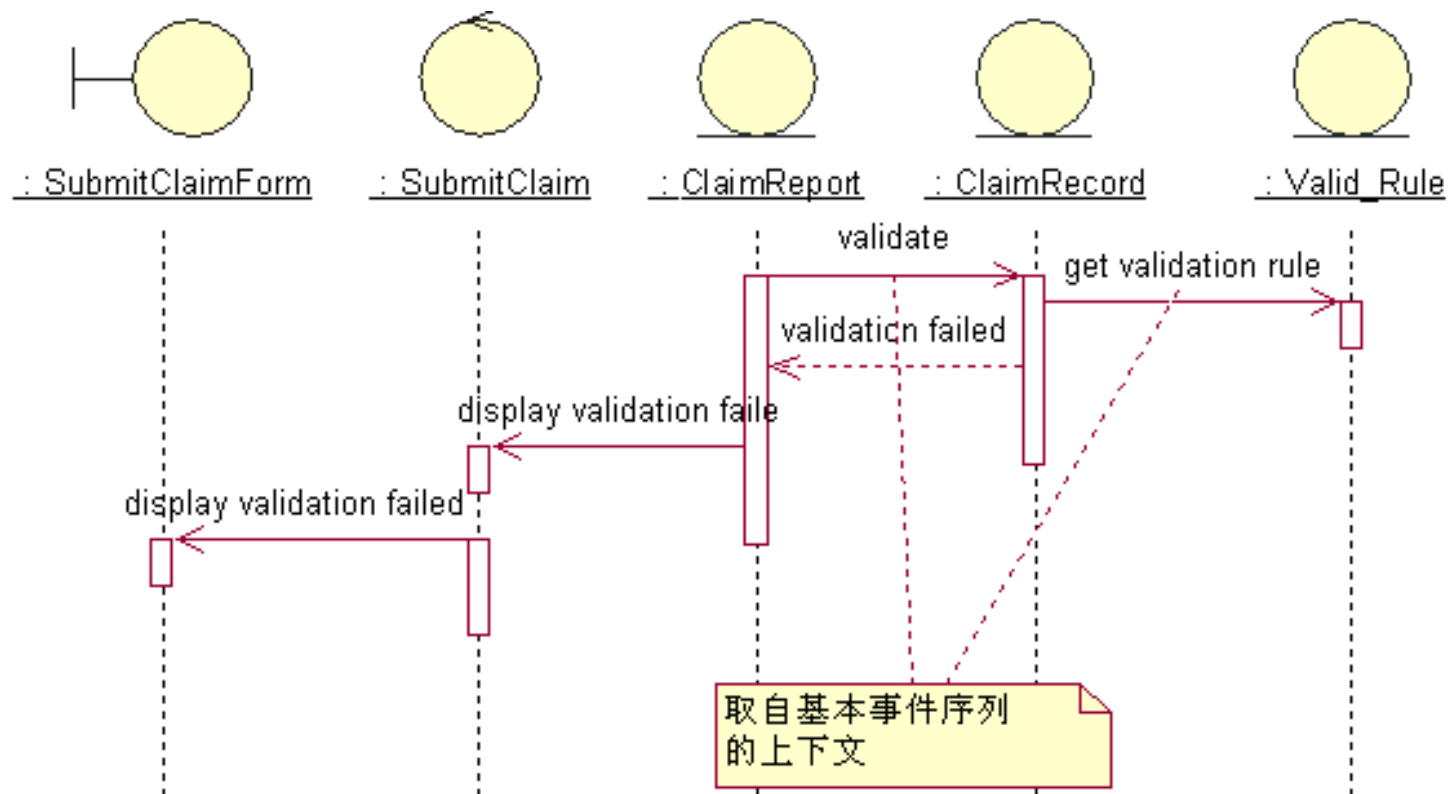 : SubmitClaimForm
: SubmitClaim
: ClaimReport
: ClaimRecord
: Valid_Rule
validate
get validation rule
validation failed
display validation faile
display validation failed
取自基本事件序列
的上下文